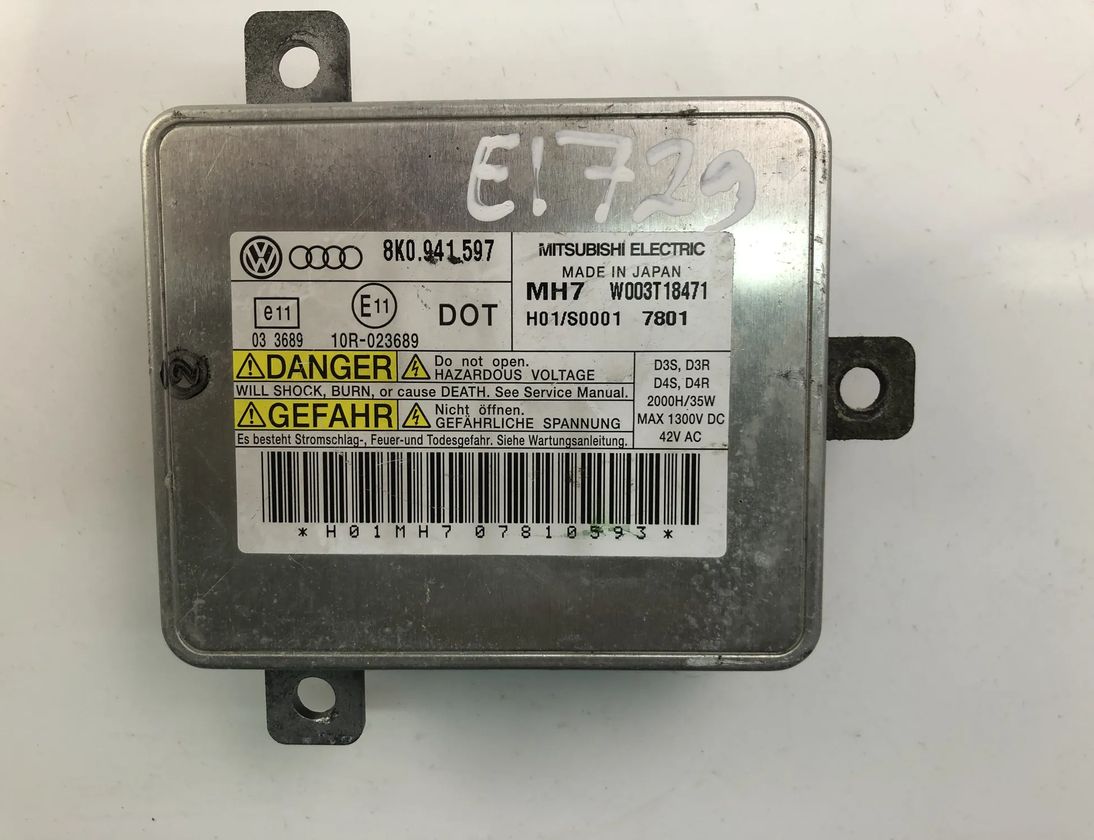 E! 729
8K0.941.597
MITSUBISHI ELECTRIC
MADE IN JAPAN
MH7 W003T18471
H01/S0001 7801
e11
E11
DOT
03 3689 10R-023689
DANGER
Do not open.
HAZARDOUS VOLTAGE
WILL SHOCK, BURN, or cause DEATH. See Service Manual.
GEFAHR
Nicht öffnen.
GEFÄHRLICHE SPANNUNG
Es besteht Stromschlag-, Feuer-und Todesgefahr. Siehe Wartungsanleitung.
D3S, D3R
D4S, D4R
2000H/35W
MAX 1300V DC
42V AC
*H01MH707810593*